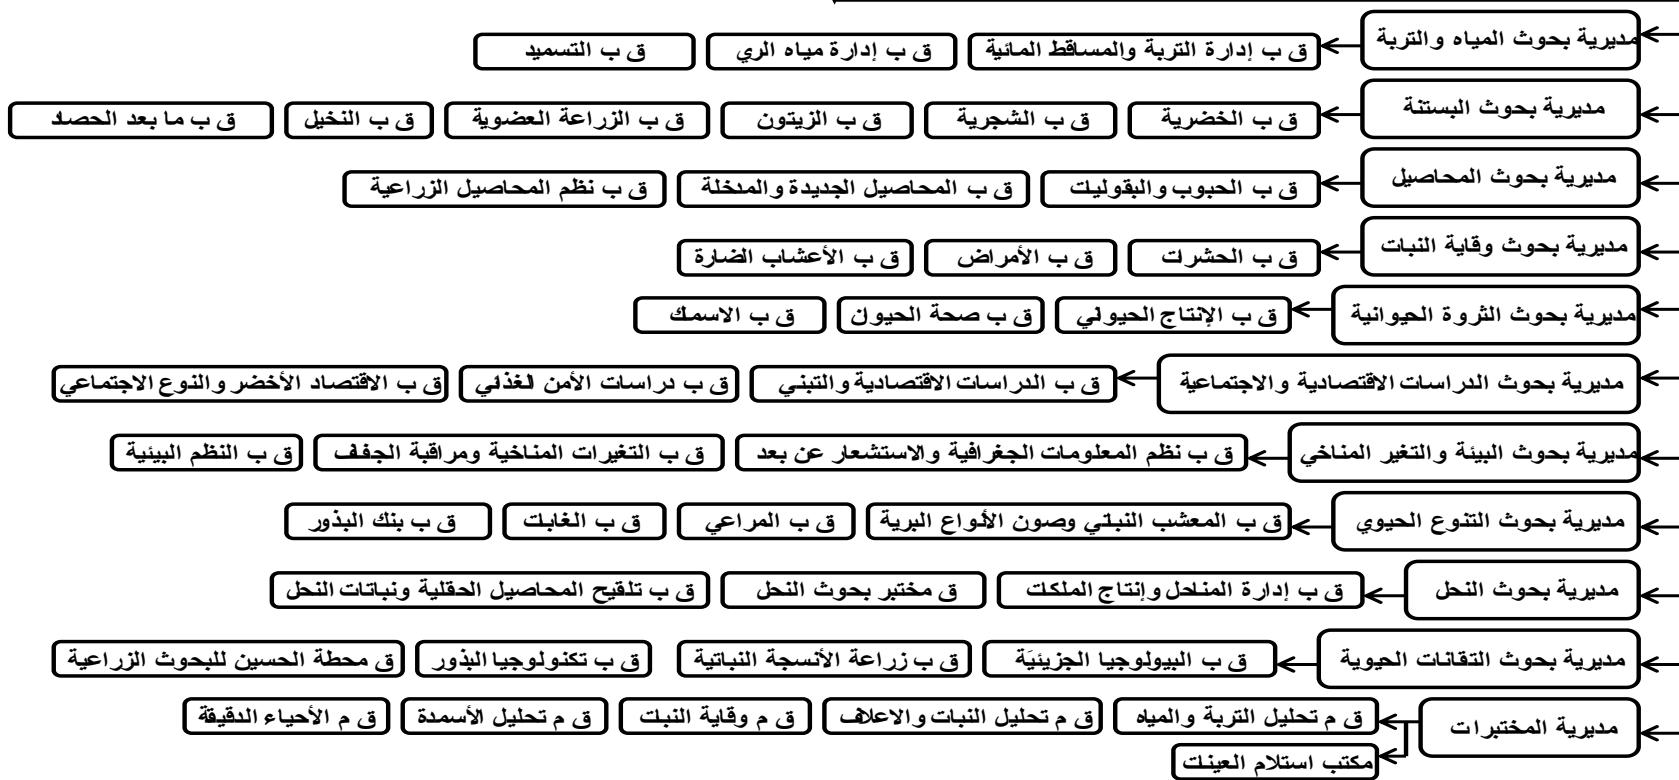 مديرية بحوث المياه والتربة ق ب إدارة التربة والمساقط المائية ق ب إدارة مياه الري ق ب التسميد
مديرية بحوث البستنة ق ب الخضرية ق ب الشجرية ق ب الزيتون ق ب الزراعة العضوية ق ب النخيل ق ب ما بعد الحصاد
مديرية بحوث المحاصيل ق ب الحبوب والبقوليات ق ب المحاصيل الجديدة والمدخلة ق ب نظم المحاصيل الزراعية
مديرية بحوث وقاية النبات ق ب الحشرات ق ب الأمراض ق ب الأعشاب الضارة
مديرية بحوث الثروة الحيوانية ق ب الإنتاج الحيواني ق ب صحة الحيوان ق ب الاسماك
مديرية بحوث الدراسات الاقتصادية والاجتماعية ق ب الدراسات الاقتصادية والتبني ق ب دراسات الأمن الغذائي ق ب الاقتصاد الأخضر والنوع الاجتماعي
مديرية بحوث البيئة والتغير المناخي ق ب نظم المعلومات الجغرافية والاستشعار عن بعد ق ب التغيرات المناخية ومراقبة الجفاف ق ب النظم البيئية
مديرية بحوث التنوع الحيوي ق ب المعشب النباتي وصون الأنواع البرية ق ب المراعي ق ب الغابات ق ب بنك البذور
مديرية بحوث النحل ق ب إدارة المناحل وإنتاج الملكات ق مختبر بحوث النحل ق ب تلقيح المحاصيل الحقلية ونباتات النحل
مديرية بحوث التقانات الحيوية ق ب البيولوجيا الجزيئيَة ق ب زراعة الأنسجة النباتية ق ب تكنولوجيا البذور ق محطة الحسين للبحوث الزراعية
مديرية المختبرات ق م تحليل التربة والمياه ق م تحليل النبات والاعلاف ق م وقاية النبات ق م تحليل الأسمدة ق م الأحياء الدقيقة
مكتب استلام العينات